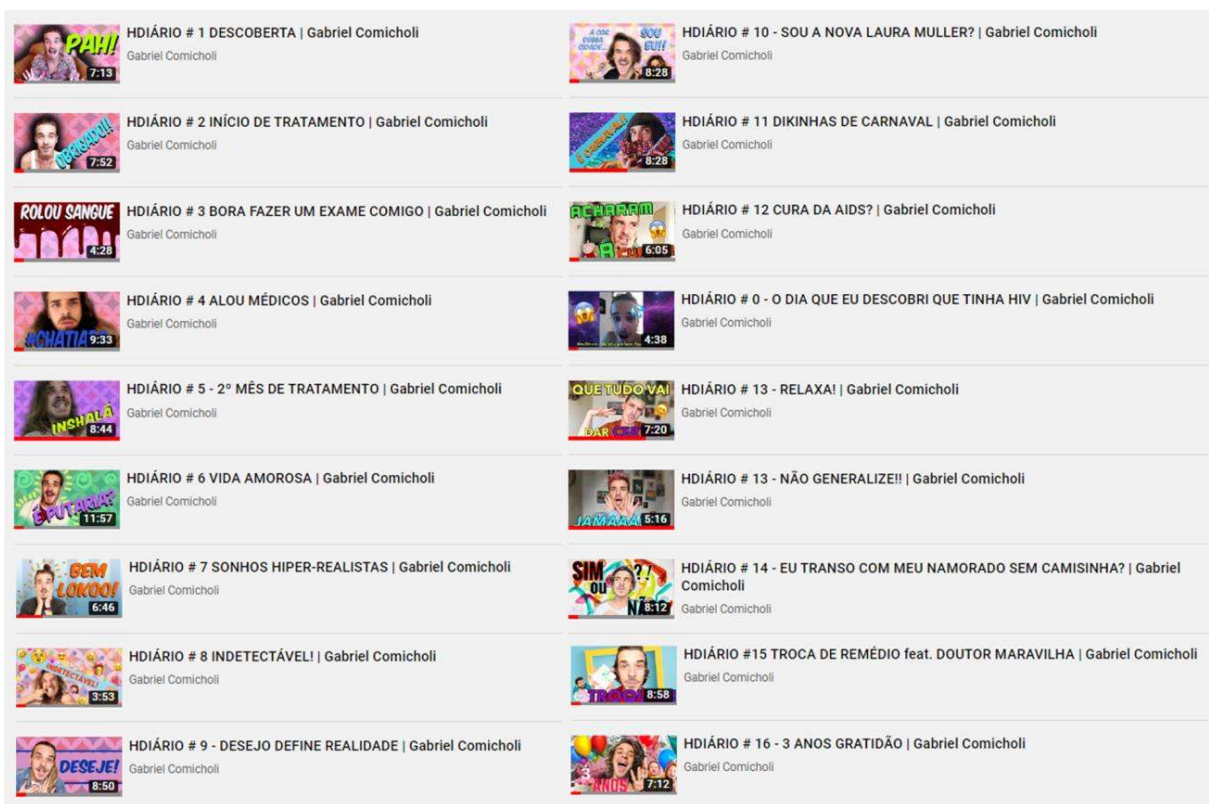 PAH!
7:13
HDIÁRIO # 1 DESCOBERTA | Gabriel Comicholi
Gabriel Comicholi
OBRIGADO!!
7:52
HDIÁRIO # 2 INÍCIO DE TRATAMENTO | Gabriel Comicholi
Gabriel Comicholi
ROLOU SANGUE
4:28
HDIÁRIO # 3 BORA FAZER UM EXAME COMIGO | Gabriel Comicholi
Gabriel Comicholi
9:33
HDIÁRIO # 4 ALOU MÉDICOS | Gabriel Comicholi
Gabriel Comicholi
INSHALÁ
8:44
HDIÁRIO # 5 - 2º MÊS DE TRATAMENTO | Gabriel Comicholi
Gabriel Comicholi
É PUTARIA?
11:57
HDIÁRIO # 6 VIDA AMOROSA | Gabriel Comicholi
Gabriel Comicholi
BEM
LOKOO!
6:46
HDIÁRIO # 7 SONHOS HIPER-REALISTAS | Gabriel Comicholi
Gabriel Comicholi
INDETECTÁVEL!
3:53
HDIÁRIO # 8 INDETECTÁVEL! | Gabriel Comicholi
Gabriel Comicholi
DESEJE!
8:50
HDIÁRIO # 9 - DESEJO DEFINE REALIDADE | Gabriel Comicholi
Gabriel Comicholi
A COR
DESSA
CIDADE...
SOU
EU!!
8:28
HDIÁRIO # 10 - SOU A NOVA LAURA MULLER? | Gabriel Comicholi
Gabriel Comicholi
É CARNAVAL!
8:28
HDIÁRIO # 11 DIKINHAS DE CARNAVAL | Gabriel Comicholi
Gabriel Comicholi
ACHARAM
A
6:05
HDIÁRIO # 12 CURA DA AIDS? | Gabriel Comicholi
Gabriel Comicholi
4:38
HDIÁRIO # 0 - O DIA QUE EU DESCOBRI QUE TINHA HIV | Gabriel Comicholi
Gabriel Comicholi
QUE TUDO VAI
DAR
7:20
HDIÁRIO # 13 - RELAXA! | Gabriel Comicholi
Gabriel Comicholi
5:16
HDIÁRIO # 13 - NÃO GENERALIZE!! | Gabriel Comicholi
Gabriel Comicholi
SIM
OU
?!
NÃO
8:12
HDIÁRIO # 14 - EU TRANSO COM MEU NAMORADO SEM CAMISINHA? | Gabriel
Comicholi
Gabriel Comicholi
8:58
HDIÁRIO #15 TROCA DE REMÉDIO feat. DOUTOR MARAVILHA | Gabriel Comicholi
Gabriel Comicholi
3
ANOS
7:12
HDIÁRIO # 16 - 3 ANOS GRATIDÃO | Gabriel Comicholi
Gabriel Comicholi